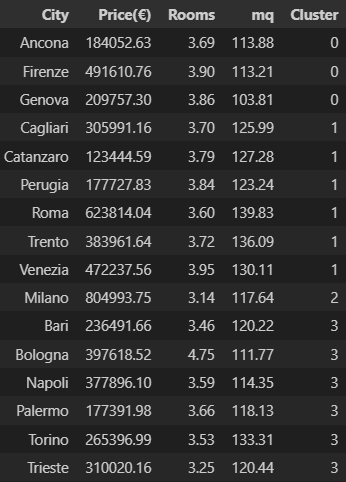 City Price(€) Rooms mq Cluster
Ancona 184052.63 3.69 113.88 0
Firenze 491610.76 3.90 113.21 0
Genova 209757.30 3.86 103.81 0
Cagliari 305991.16 3.70 125.99 1
Catanzaro 123444.59 3.79 127.28 1
Perugia 177727.83 3.84 123.24 1
Roma 623814.04 3.60 139.83 1
Trento 383961.64 3.72 136.09 1
Venezia 472237.56 3.95 130.11 1
Milano 804993.75 3.14 117.64 2
Bari 236491.66 3.46 120.22 3
Bologna 397618.52 4.75 111.77 3
Napoli 377896.10 3.59 114.35 3
Palermo 177391.98 3.66 118.13 3
Torino 265396.99 3.53 133.31 3
Trieste 310020.16 3.25 120.44 3